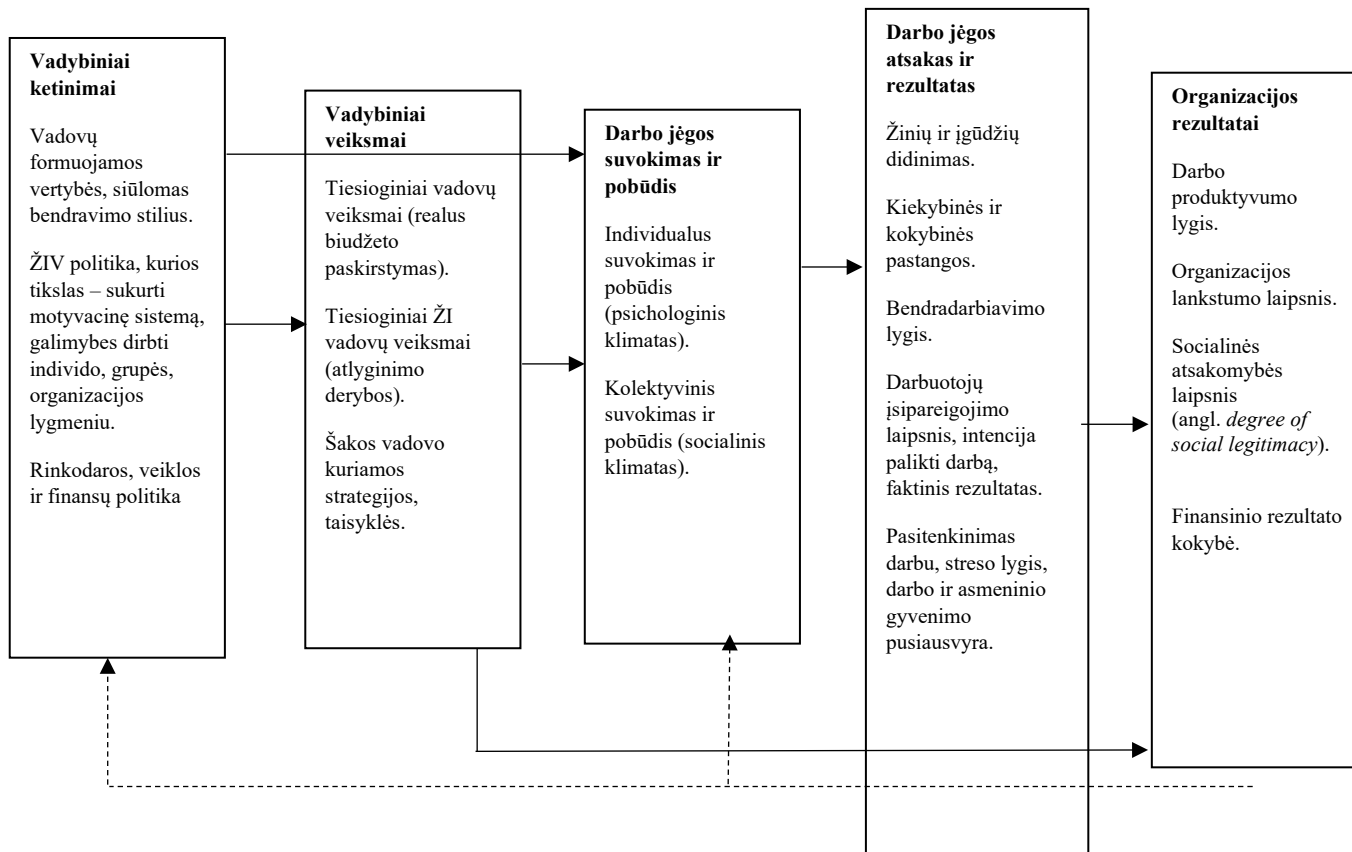 Vadybiniai
ketinimai
Vadovų
formuojamos
vertybės, siūlomas
bendravimo stilius.
ŽIV politika, kurios
tikslas – sukurti
motyvacinę sistemą,
galimybes dirbti
individo, grupės,
organizacijos
lygmeniu.
Rinkodaros, veiklos
ir finansų politika
Vadybiniai
veiksmai
Tiesioginiai vadovų
veiksmai (realus
biudžeto
paskirstymas).
Tiesioginiai ŽI
vadovų veiksmai
(atlyginimo
derybos).
Šakos vadovo
kuriamos
strategijos,
taisyklės.
Darbo jėgos
suvokimas ir
pobūdis
Individualus
suvokimas ir
pobūdis
(psichologinis
klimatas).
Kolektyvinis
suvokimas ir
pobūdis (socialinis
klimatas).
Darbo jėgos
atsakas ir
rezultatas
Žinių ir įgūdžių
didinimas.
Kiekybinės ir
kokybinės
pastangos.
Bendradarbiavimo
lygis.
Darbuotojų
įsipareigojimo
laipsnis, intencija
palikti darbą,
faktinis rezultatas.
Pasitenkinimas
darbu, streso lygis,
darbo ir asmeninio
gyvenimo
pusiausvyra.
Organizacijos
rezultatai
Darbo
produktyvumo
lygis.
Organizacijos
lankstumo laipsnis.
Socialinės
atsakomybės
laipsnis
(angl. degree of
social legitimacy).
Finansinio rezultato
kokybė.